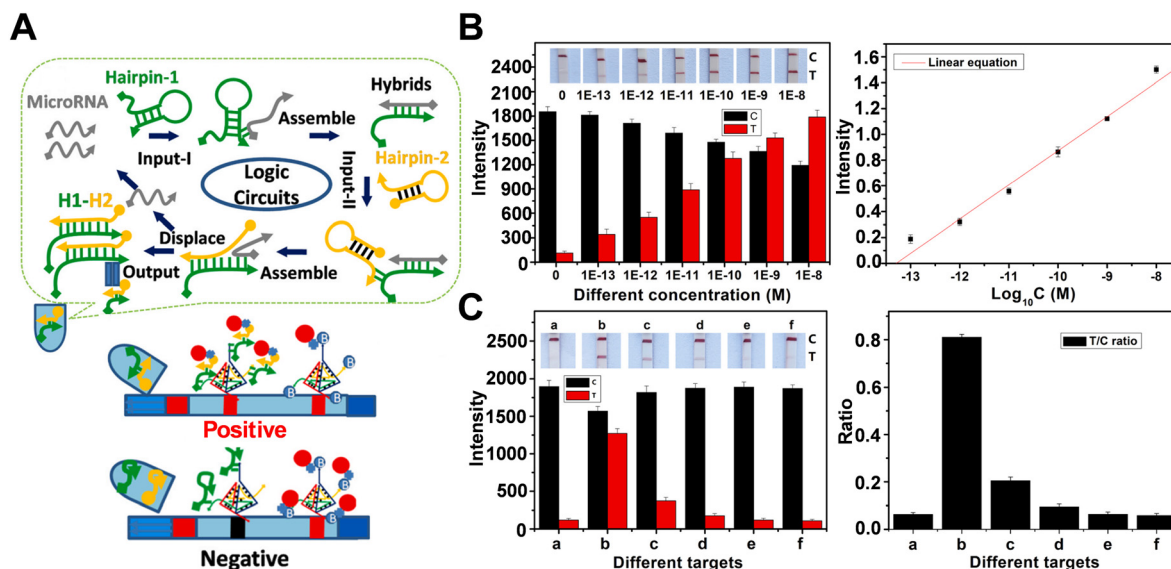 A
Hairpin-1
MicroRNA
Hybrids
Assemble
Input-I
Input-II
Hairpin-2
Logic
Circuits
H1-H2
Displace
Output
Assemble
B
B
B
B
Positive
B
B
B
B
B
Negative
B
2400
2100
1800
1500
1200
900
600
300
0
Intensity
C
T
0 1E-13 1E-12 1E-11 1E-10 1E-9 1E-8
C
T
0 1E-13 1E-12 1E-11 1E-10 1E-9 1E-8
Different concentration (M)
1.6
1.4
1.2
1.0
0.8
0.6
0.4
0.2
0.0
Intensity
Linear equation
-13 -12 -11 -10 -9 -8
Log10C (M)
C
2500
2000
1500
1000
500
0
Intensity
a b c d e f
C
T
C
T
a b c d e f
Different targets
0.8
0.6
0.4
0.2
0.0
Ratio
T/C ratio
a b c d e f
Different targets